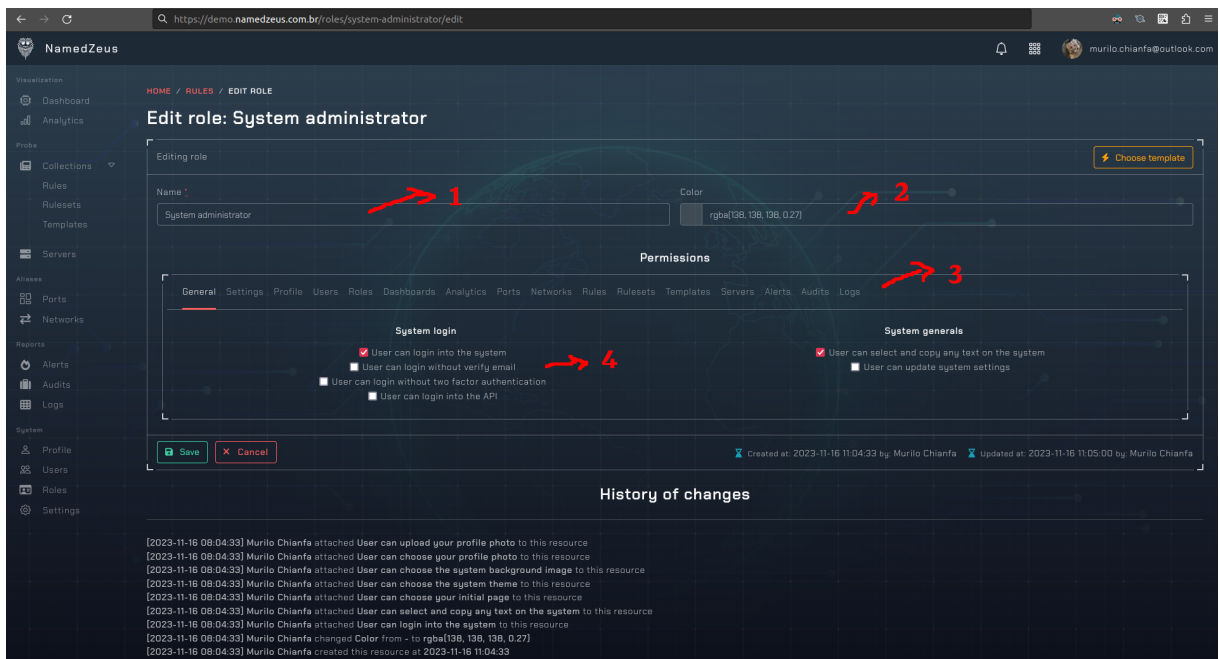 https://demo.namedzeus.com.br/roles/system-administrator/edit
NamedZeus
murilo.chianfa@outlook.com
Visualization
Dashboard
Analytics
Probe
Collections
Rules
Rulesets
Templates
Servers
Aliases
Ports
Networks
Reports
Alerts
Audits
Logs
System
Profile
Users
Roles
Settings
HOME / RULES / EDIT ROLE
Edit role: System administrator
Editing role
Choose template
Name * 1
System administrator
Color 2
rgba(138, 138, 138, 0.27)
Permissions
General Settings Profile Users Roles Dashboards Analytics Ports Networks Rules Rulesets Templates Servers Alerts Audits Logs 3
System login
User can login into the system
User can login without verify email 4
User can login without two factor authentication
User can login into the API
System generals
User can select and copy any text on the system
User can update system settings
Save Cancel
Created at: 2023-11-16 11:04:33 by: Murilo Chianfa Updated at: 2023-11-16 11:05:00 by: Murilo Chianfa
History of changes
[2023-11-16 08:04:33] Murilo Chianfa attached User can upload your profile photo to this resource
[2023-11-16 08:04:33] Murilo Chianfa attached User can choose your profile photo to this resource
[2023-11-16 08:04:33] Murilo Chianfa attached User can choose the system background image to this resource
[2023-11-16 08:04:33] Murilo Chianfa attached User can choose the system theme to this resource
[2023-11-16 08:04:33] Murilo Chianfa attached User can choose your initial page to this resource
[2023-11-16 08:04:33] Murilo Chianfa attached User can select and copy any text on the system to this resource
[2023-11-16 08:04:33] Murilo Chianfa attached User can login into the system to this resource
[2023-11-16 08:04:33] Murilo Chianfa changed Color from - to rgba(138, 138, 138, 0.27)
[2023-11-16 08:04:33] Murilo Chianfa created this resource at 2023-11-16 11:04:33